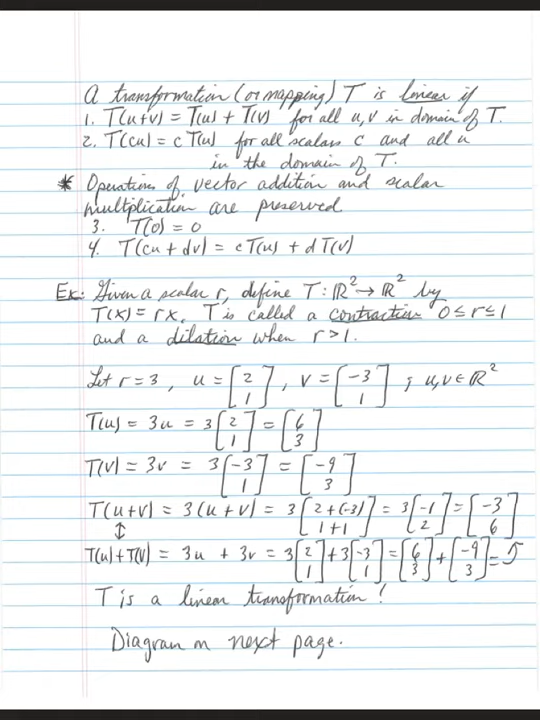 A transformation (or mapping) T is linear if
1. T(u+v) = T(u) + T(v) for all u, v in domain of T.
2. T(cu) = c T(u) for all scalars c and all u
in the domain of T.
* Operations of vector addition and scalar
multiplication are preserved
3. T(0) = 0
4. T(cu + dv) = c T(u) + d T(v)
Ex: Given a scalar r, define T: ℝ² → ℝ² by
T(x) = rx. T is called a contraction 0 ≤ r ≤ 1
and a dilation when r > 1.
Let r = 3, u = [2 1], v = [-3 1] ; u,v ∈ ℝ²
T(u) = 3u = 3[2 1] = [6 3]
T(v) = 3v = 3[-3 1] = [-9 3]
T(u+v) = 3(u+v) = 3[2+(-3) 1+1] = 3[-1 2] = [-3 6]
↕
T(u)+T(v) = 3u + 3v = 3[2 1] + 3[-3 1] = [6 3] + [-9 3] =
T is a linear transformation!
Diagram on next page.